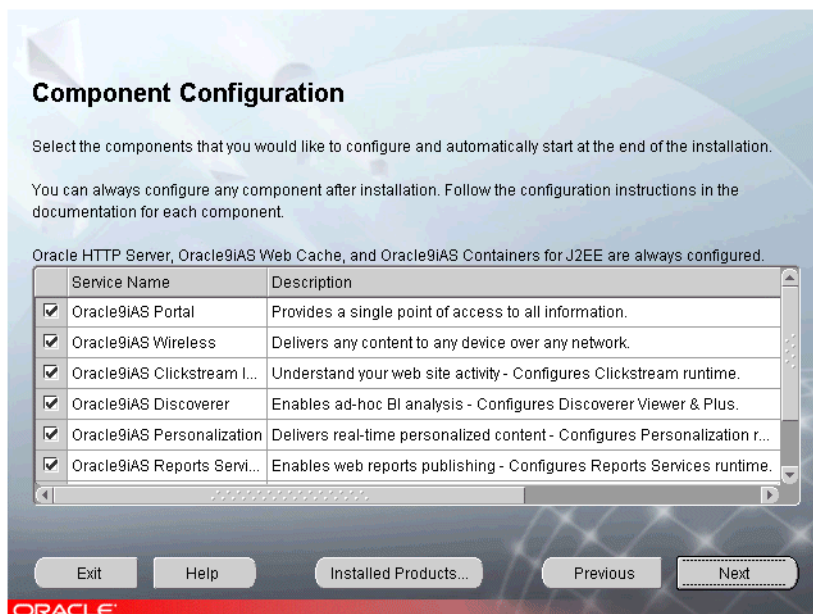 Component Configuration
Select the components that you would like to configure and automatically start at the end of the installation.
You can always configure any component after installation. Follow the configuration instructions in the
documentation for each component.
Oracle HTTP Server, Oracle9iAS Web Cache, and Oracle9iAS Containers for J2EE are always configured.
Service Name Description
Oracle9iAS Portal Provides a single point of access to all information.
Oracle9iAS Wireless Delivers any content to any device over any network.
Oracle9iAS Clickstream I... Understand your web site activity - Configures Clickstream runtime.
Oracle9iAS Discoverer Enables ad-hoc BI analysis - Configures Discoverer Viewer & Plus.
Oracle9iAS Personalization Delivers real-time personalized content - Configures Personalization r...
Oracle9iAS Reports Servi... Enables web reports publishing - Configures Reports Services runtime.
Exit Help Installed Products... Previous Next
ORACLE